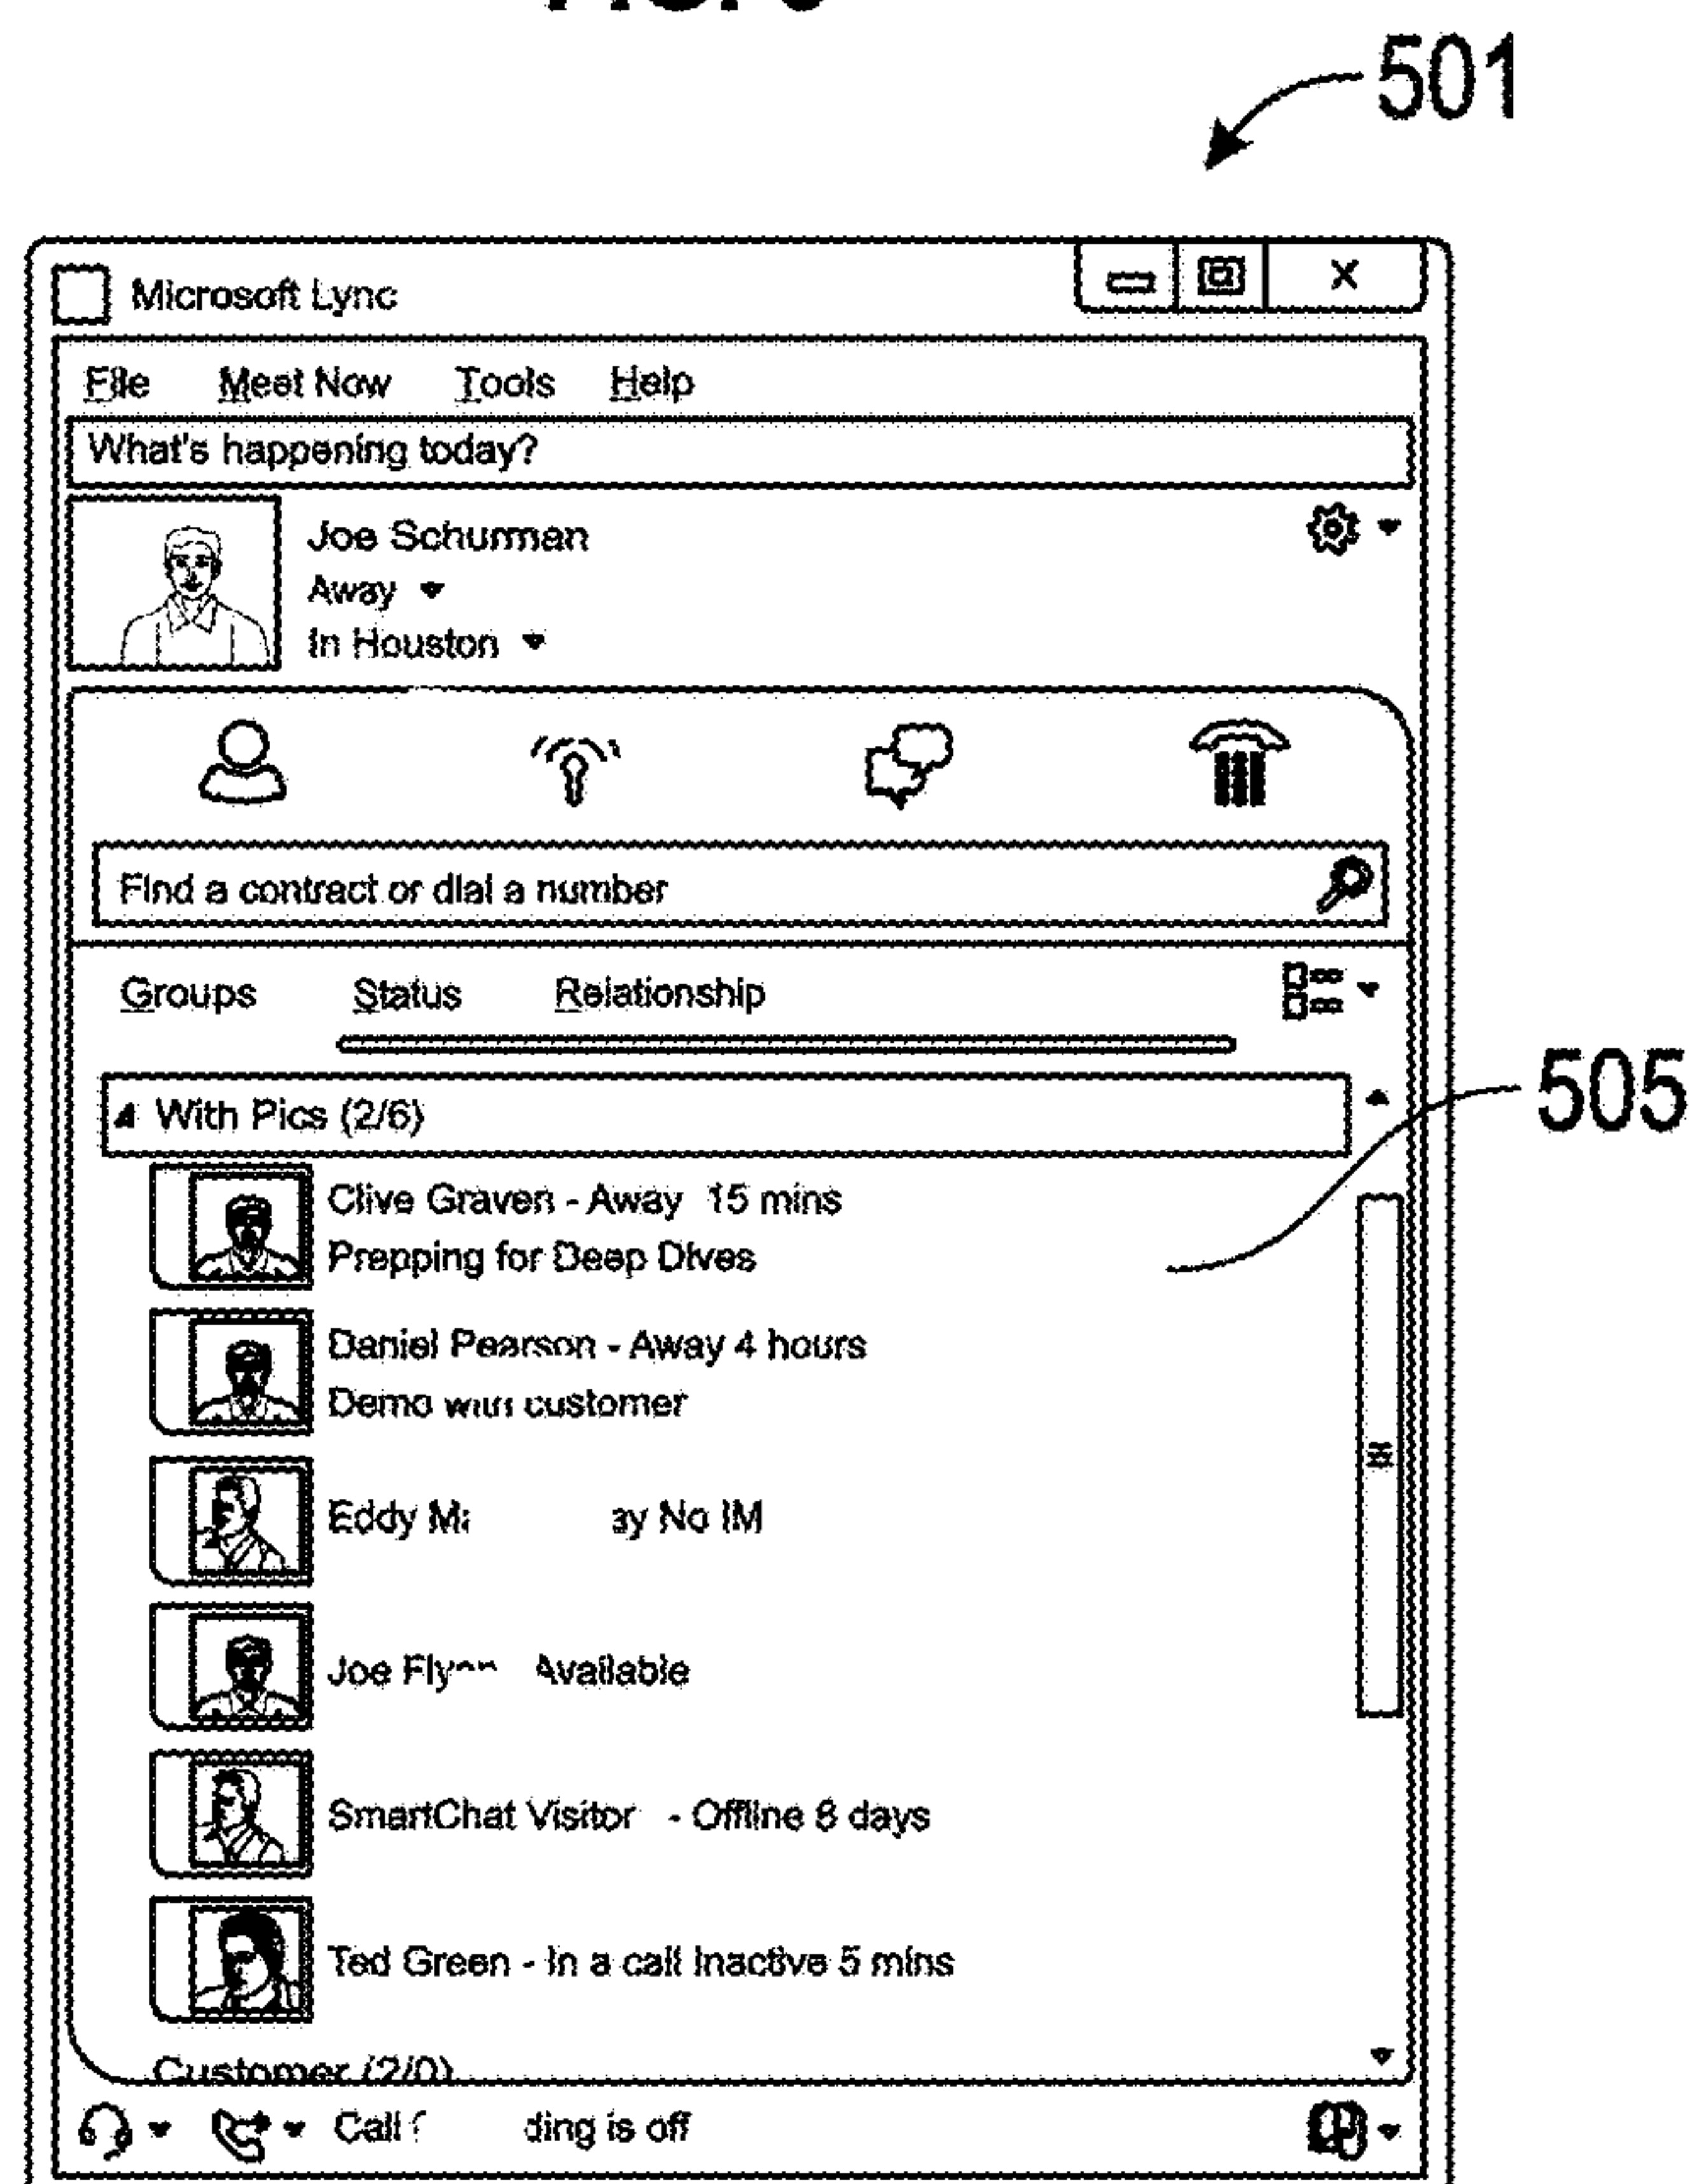 501
Microsoft Lync
File Meet Now Tools Help
What's happening today?
Joe Schurman
Away
In Houston
Find a contract or dial a number
Groups Status Relationship
With Pics (2/6)
505
Clive Graven - Away 15 mins
Prepping for Deep Dives
Daniel Pearson - Away 4 hours
Demo with customer
Eddy No IM
Joe Available
SmartChat Visitor - Offline 8 days
Ted Green - In a call Inactive 5 mins
Customer (2/0)
Call is off